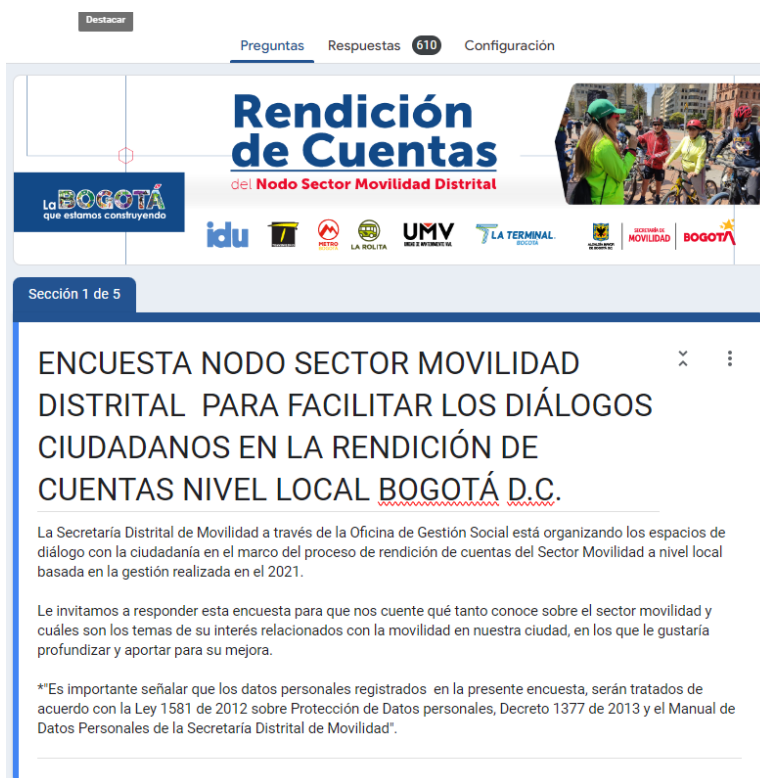 Destacar
Preguntas Respuestas 610 Configuración
Rendición
de Cuentas
del Nodo Sector Movilidad Distrital
La BOGOTÁ
que estamos construyendo
idu
METRO
LA ROLITA
UMV
LA TERMINAL.
BOGOTÁ
MOVILIDAD
BOGOTÁ
Sección 1 de 5
ENCUESTA NODO SECTOR MOVILIDAD
DISTRITAL PARA FACILITAR LOS DIÁLOGOS
CIUDADANOS EN LA RENDICIÓN DE
CUENTAS NIVEL LOCAL BOGOTÁ D.C.
La Secretaría Distrital de Movilidad a través de la Oficina de Gestión Social está organizando los espacios de
diálogo con la ciudadanía en el marco del proceso de rendición de cuentas del Sector Movilidad a nivel local
basada en la gestión realizada en el 2021.
Le invitamos a responder esta encuesta para que nos cuente qué tanto conoce sobre el sector movilidad y
cuáles son los temas de su interés relacionados con la movilidad en nuestra ciudad, en los que le gustaría
profundizar y aportar para su mejora.
*"Es importante señalar que los datos personales registrados en la presente encuesta, serán tratados de
acuerdo con la Ley 1581 de 2012 sobre Protección de Datos personales, Decreto 1377 de 2013 y el Manual de
Datos Personales de la Secretaría Distrital de Movilidad".